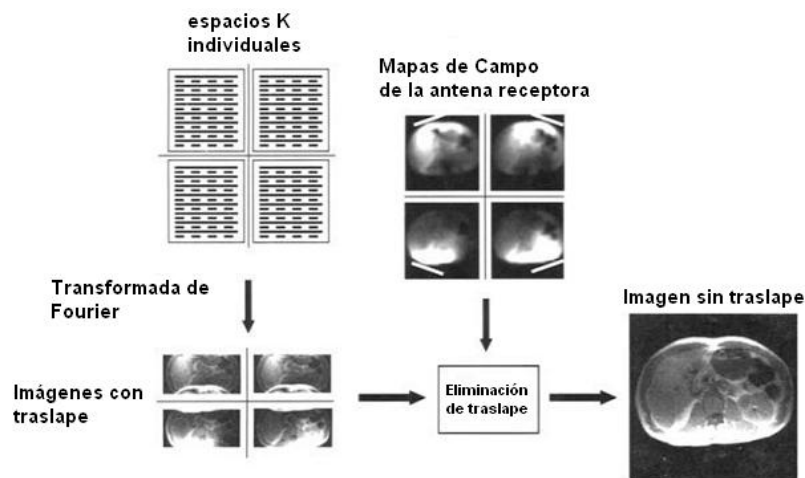 espacios K
individuales
Mapas de Campo
de la antena receptora
Transformada de
Fourier
Imagen sin traslape
Imágenes con
traslape
Eliminación
de traslape